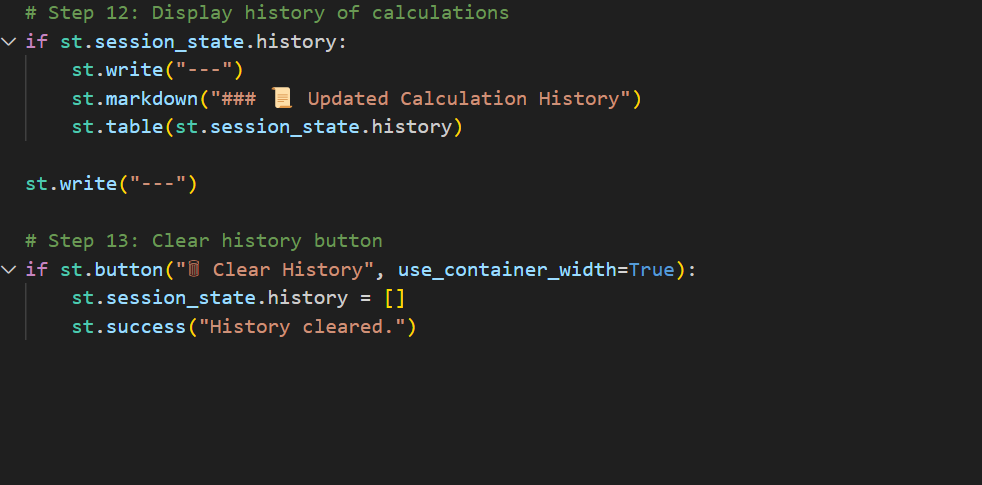 # Step 12: Display history of calculations
if st.session_state.history:
    st.write("---")
    st.markdown("### 📜 Updated Calculation History")
    st.table(st.session_state.history)
st.write("---")
# Step 13: Clear history button
if st.button("🗑 Clear History", use_container_width=True):
    st.session_state.history = []
    st.success("History cleared.")